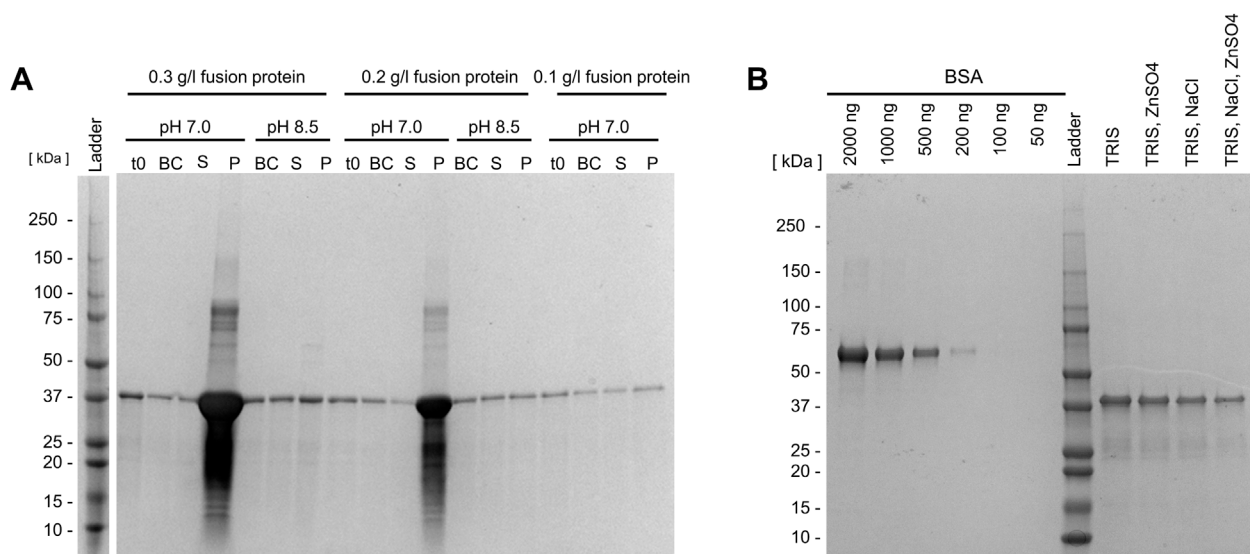 A
0.3 g/l fusion protein
0.2 g/l fusion protein
0.1 g/l fusion protein
pH 7.0
pH 8.5
pH 7.0
pH 8.5
pH 7.0
[ kDa ]
Ladder
t0 BC S P BC S P t0 BC S P BC S P t0 BC S P
250 -
150 -
100 -
75 -
50 -
37 -
25 -
20 -
15 -
10 -
B
BSA
[ kDa ]
2000 ng
1000 ng
500 ng
200 ng
100 ng
50 ng
Ladder
TRIS
TRIS, ZnSO4
TRIS, NaCl
TRIS, NaCl, ZnSO4
250 -
150 -
100 -
75 -
50 -
37 -
25 -
20 -
15 -
10 -